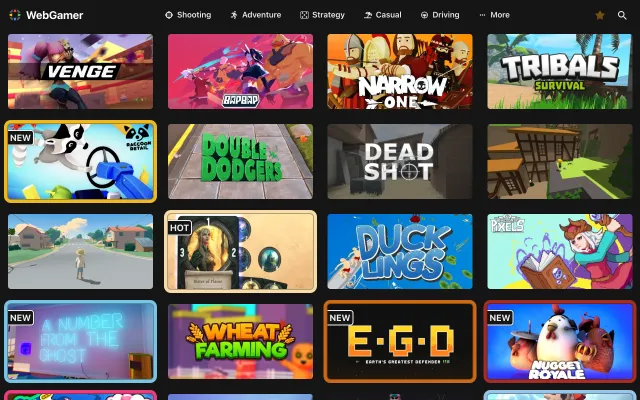 WebGamer
Shooting
Adventure
Strategy
Casual
Driving
More
VENGE
BAPBAP
NARROW
ONE
TRIBALS
SURVIVAL
NEW
RACCOON
RETAIL
DOUBLE
DODGERS
DEAD
SHOT
HOT
1
3
2
DUCK
LINGS
PIXELS
NEW
A NUMBER
FROM THE
GHOST
WHEAT
FARMING
NEW
E·G·D
EARTH'S GREATEST DEFENDER
NEW
NUGGET
ROYALE